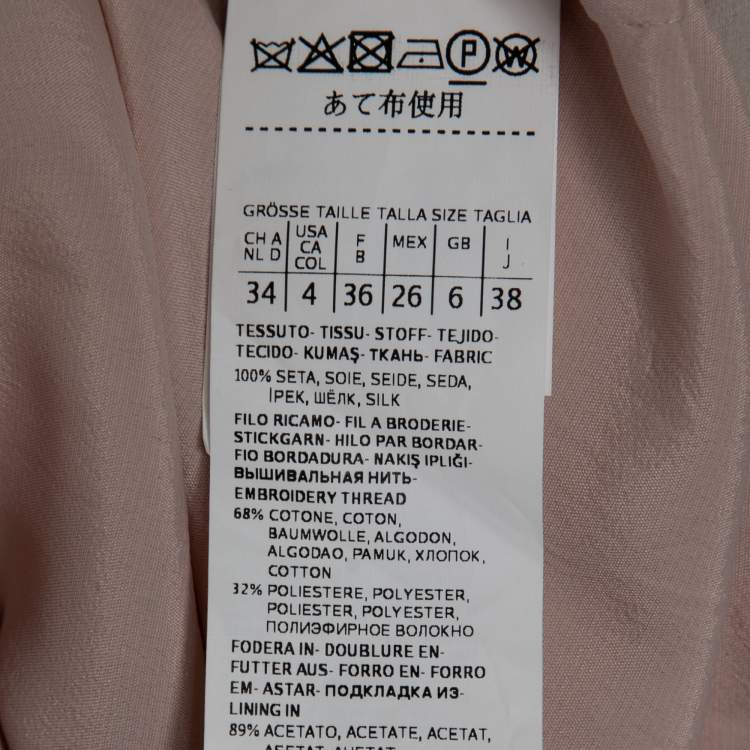 P W
あて布使用
GRÖSSE TAILLE TALLA SIZE TAGLIA
CH A NL D USA CA COL F B MEX GB I J
34 4 36 26 6 38
TESSUTO- TISSU- STOFF- TEJIDO-
TECIDO- KUMAŞ- ТКАНЬ- FABRIC
100% SETA, SOIE, SEIDE, SEDA,
İPEK, ШЁЛК, SILK
FILO RICAMO- FIL A BRODERIE-
STICKGARN- HILO PAR BORDAR-
FIO BORDADURA- NAKIŞ IPLIĞI-
ВЫШИВАЛЬНАЯ НИТЬ-
EMBROIDERY THREAD
68% COTONE, COTON,
BAUMWOLLE, ALGODON,
ALGODAO, PAMUK, ХЛОПОК,
COTTON
32% POLIESTERE, POLYESTER,
POLIESTER, POLYESTER,
ПОЛИЭФИРНОЕ ВОЛОКНО
FODERA IN- DOUBLURE EN-
FUTTER AUS- FORRO EN- FORRO
EM- ASTAR- ПОДКЛАДКА ИЗ-
LINING IN
89% ACETATO, ACETATE, ACETAT,